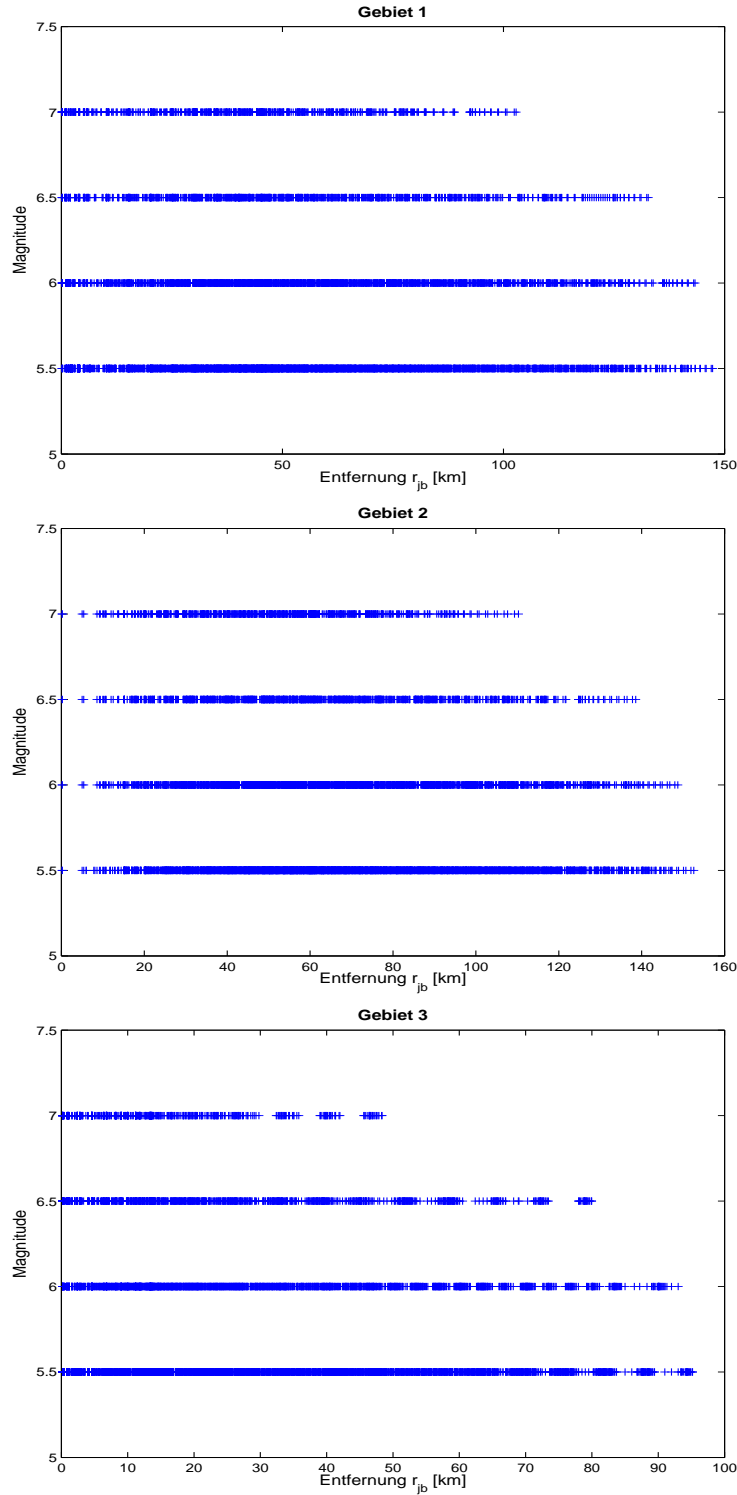 Gebiet 1
7.5
7
6.5
6
5.5
5
Magnitude
0 50 100 150
Entfernung r_jb [km]
Gebiet 2
7.5
7
6.5
6
5.5
5
Magnitude
0 20 40 60 80 100 120 140 160
Entfernung r_jb [km]
Gebiet 3
7.5
7
6.5
6
5.5
5
Magnitude
0 10 20 30 40 50 60 70 80 90 100
Entfernung r_jb [km]